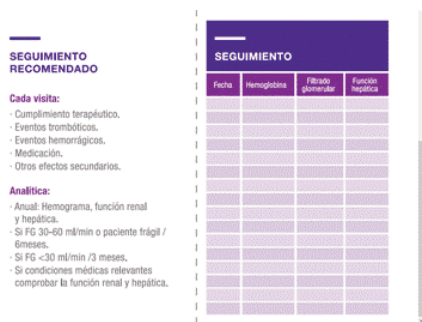 SEGUIMIENTO
RECOMENDADO
Cada visita:
· Cumplimiento terapéutico.
· Eventos trombóticos.
· Eventos hemorrágicos.
· Medicación.
· Otros efectos secundarios.
Analítica:
· Anual: Hemograma, función renal
y hepática.
· Si FG 30-60 ml/min o paciente frágil /
6meses.
· Si FG <30 ml/min /3 meses.
· Si condiciones médicas relevantes
comprobar la función renal y hepática.
SEGUIMIENTO
Fecha
Hemoglobina
Filtrado
glomerular
Función
hepática